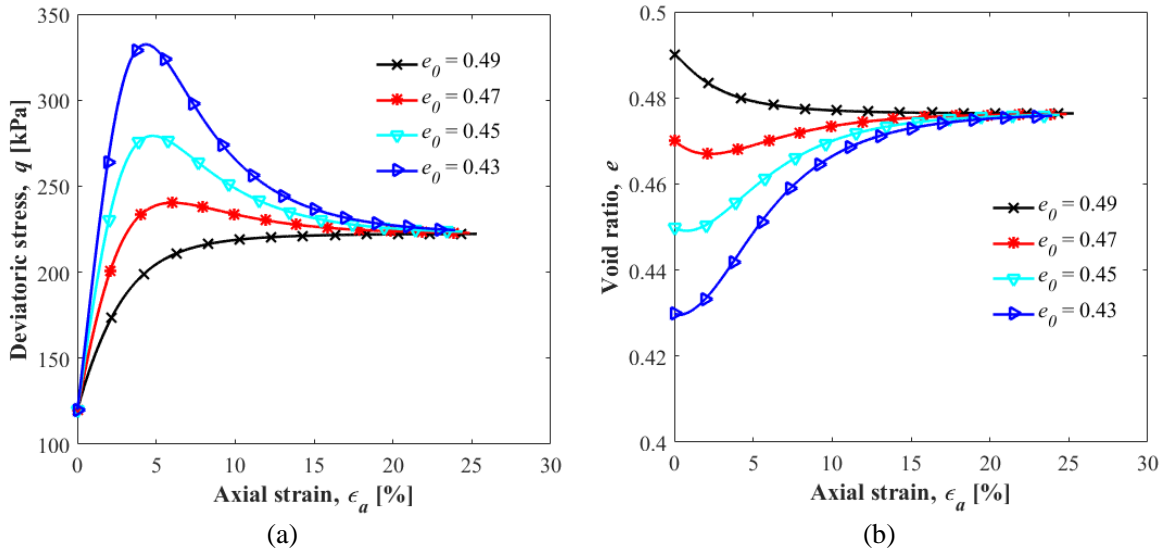 350
300
250
200
150
100
Deviatoric stress, q [kPa]
e0 = 0.49
e0 = 0.47
e0 = 0.45
e0 = 0.43
0 5 10 15 20 25 30
Axial strain, ϵa [%]
(a)
0.5
0.48
0.46
0.44
0.42
0.4
Void ratio, e
e0 = 0.49
e0 = 0.47
e0 = 0.45
e0 = 0.43
0 5 10 15 20 25 30
Axial strain, ϵa [%]
(b)